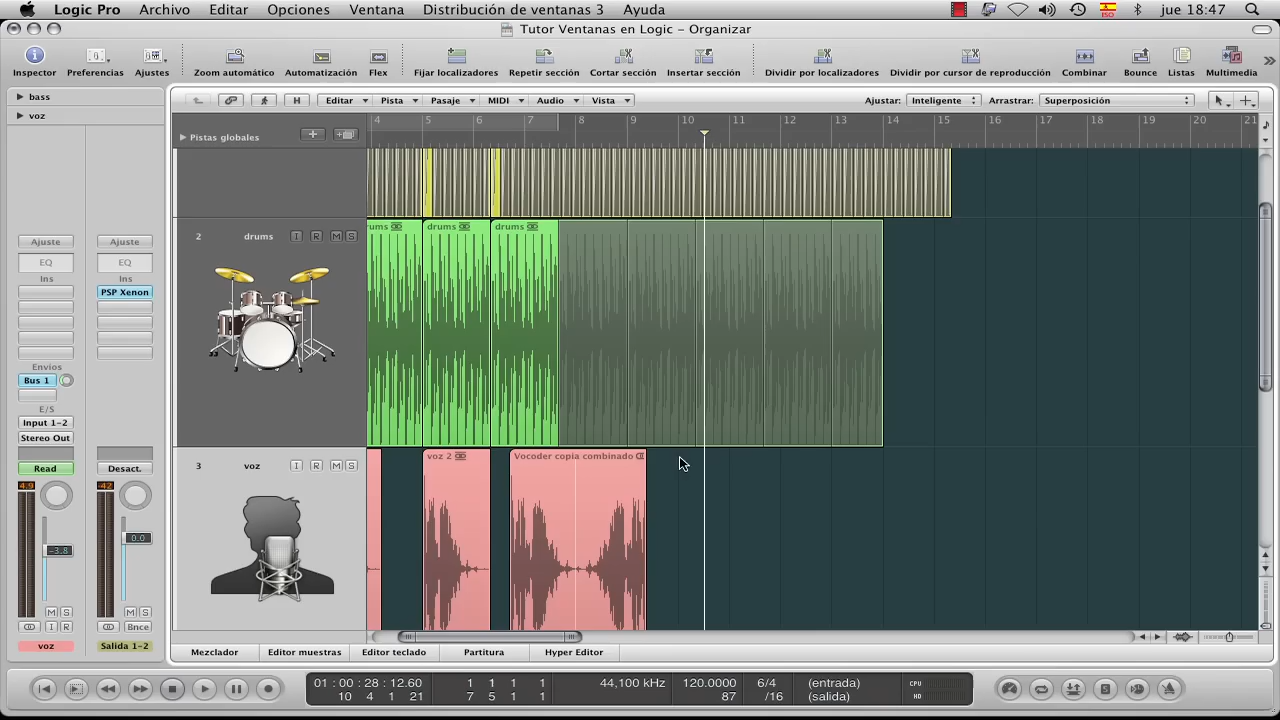 Logic Pro Archivo Editar Opciones Ventana Distribución de ventanas 3 Ayuda ISO jue 18:47
Tutor Ventanas en Logic – Organizar
Inspector Preferencias Ajustes Zoom automático Automatización Flex Fijar localizadores Repetir sección Cortar sección Insertar sección Dividir por localizadores Dividir por cursor de reproducción Combinar Bounce Listas Multimedia
bass
voz
H Editar Pista Pasaje MIDI Audio Vista Ajustar: Inteligente Arrastrar: Superposición
Pistas globales
4 5 6 7 8 9 10 11 12 13 14 15 16 17 18 19 20 21
2 drums I R M S
ums drums drums
Ajuste Ajuste
EQ EQ
Ins Ins
PSP Xenon
Envíos
Bus 1
E/S
Input 1-2
Stereo Out
Read Desact.
4.9 -42
-3.8 0.0
M S M S
I R Bnce
voz Salida 1-2
3 voz I R M S
voz 2 Vocoder copia combinado
Mezclador Editor muestras Editor teclado Partitura Hyper Editor
01 : 00 : 28 : 12.60 1 1 1 1 44,100 kHz 120.0000 6/4 (entrada) CPU
10 4 1 21 7 5 1 1 87 /16 (salida) HD